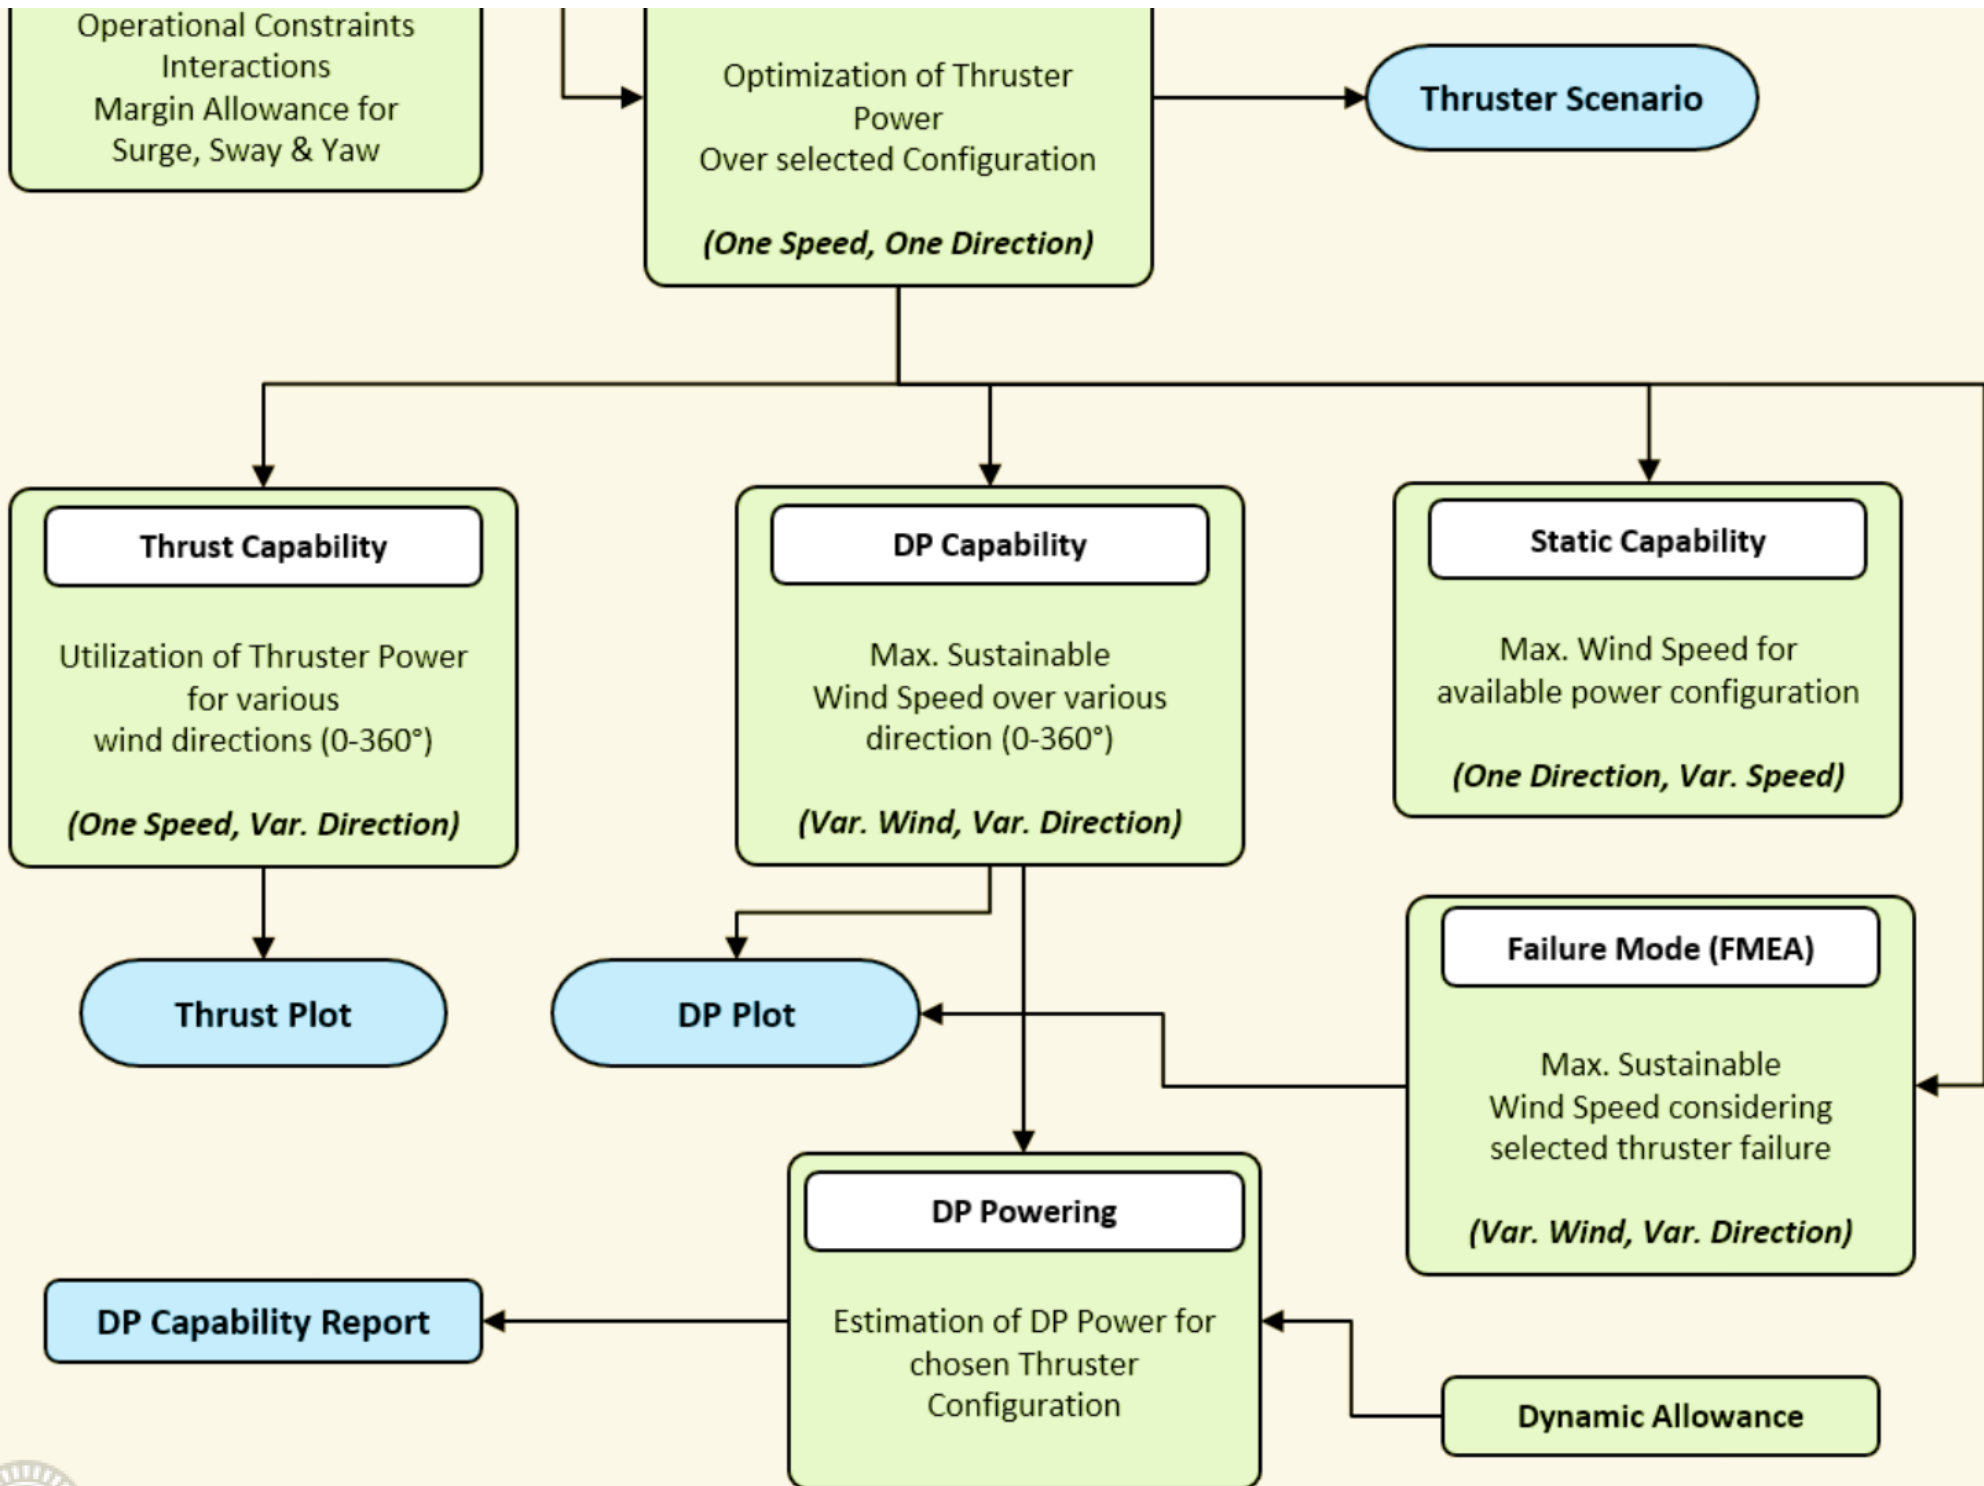 Operational Constraints
Interactions
Margin Allowance for
Surge, Sway & Yaw
Optimization of Thruster
Power
Over selected Configuration
(One Speed, One Direction)
Thruster Scenario
Thrust Capability
Utilization of Thruster Power
for various
wind directions (0-360°)
(One Speed, Var. Direction)
DP Capability
Max. Sustainable
Wind Speed over various
direction (0-360°)
(Var. Wind, Var. Direction)
Static Capability
Max. Wind Speed for
available power configuration
(One Direction, Var. Speed)
Thrust Plot
DP Plot
Failure Mode (FMEA)
Max. Sustainable
Wind Speed considering
selected thruster failure
(Var. Wind, Var. Direction)
DP Powering
Estimation of DP Power for
chosen Thruster
Configuration
DP Capability Report
Dynamic Allowance